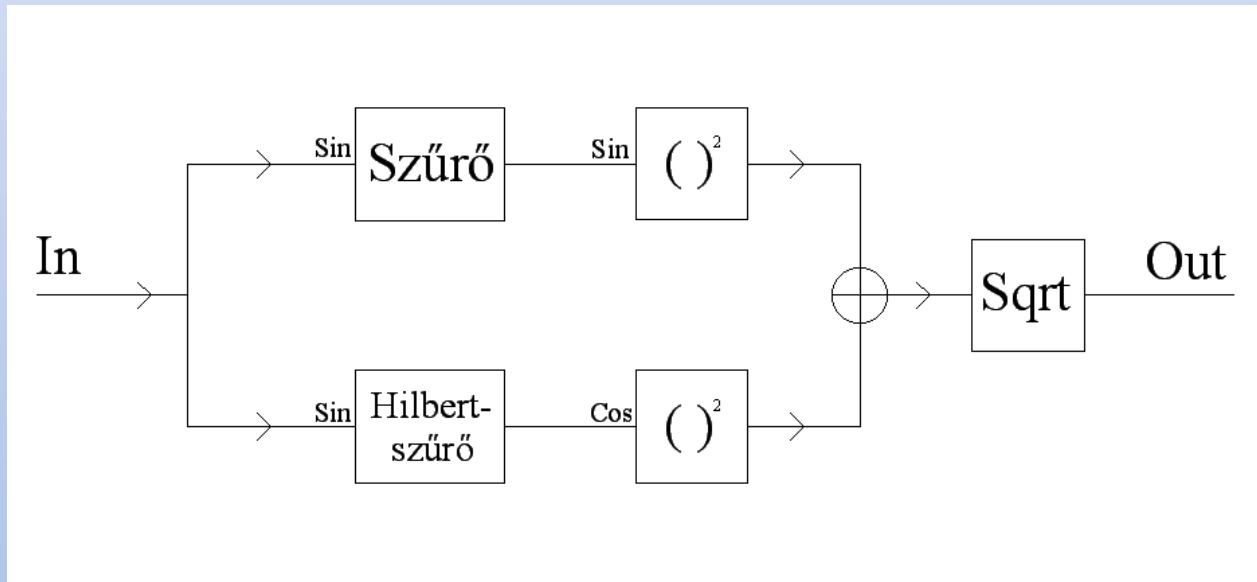 In
Sin
Szűrő
Sin
( )²
Sin
Hilbert-
szűrő
Cos
( )²
Sqrt
Out